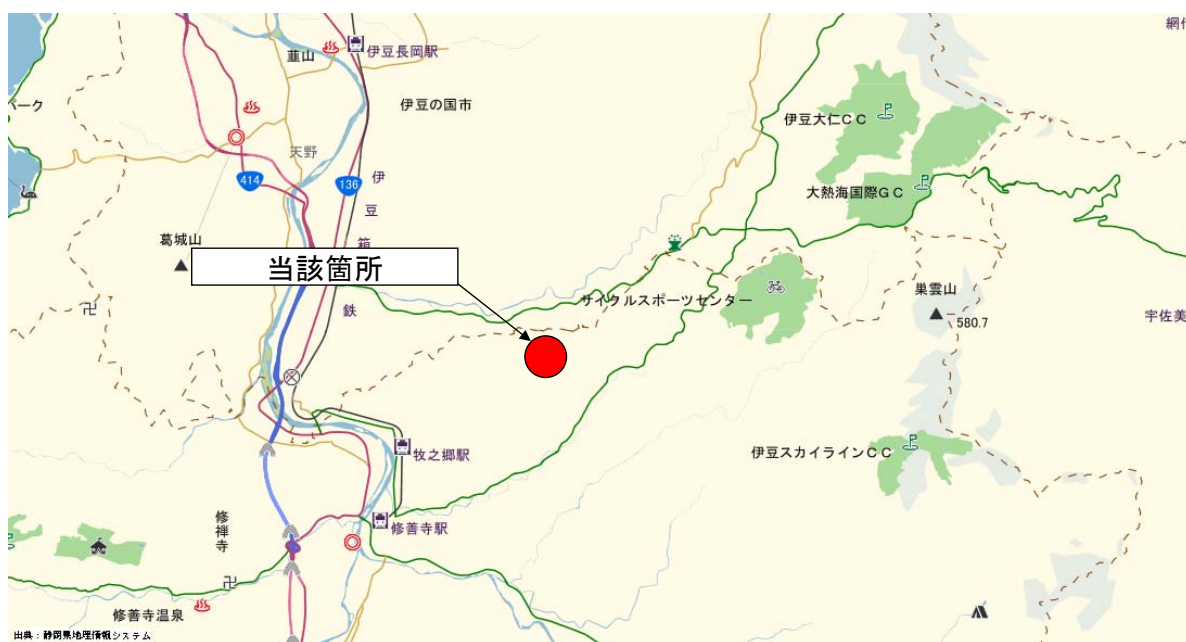 網代
韮山
伊豆長岡駅
パーク
伊豆の国市
伊豆大仁CC
天野
414
136
伊豆箱
大熱海国際GC
葛城山
当該箇所
鉄
サイクルスポーツセンター
巣雲山
580.7
宇佐美
牧之郷駅
伊豆スカイラインCC
修禅寺
修善寺駅
修善寺温泉
出典：静岡県地理情報システム